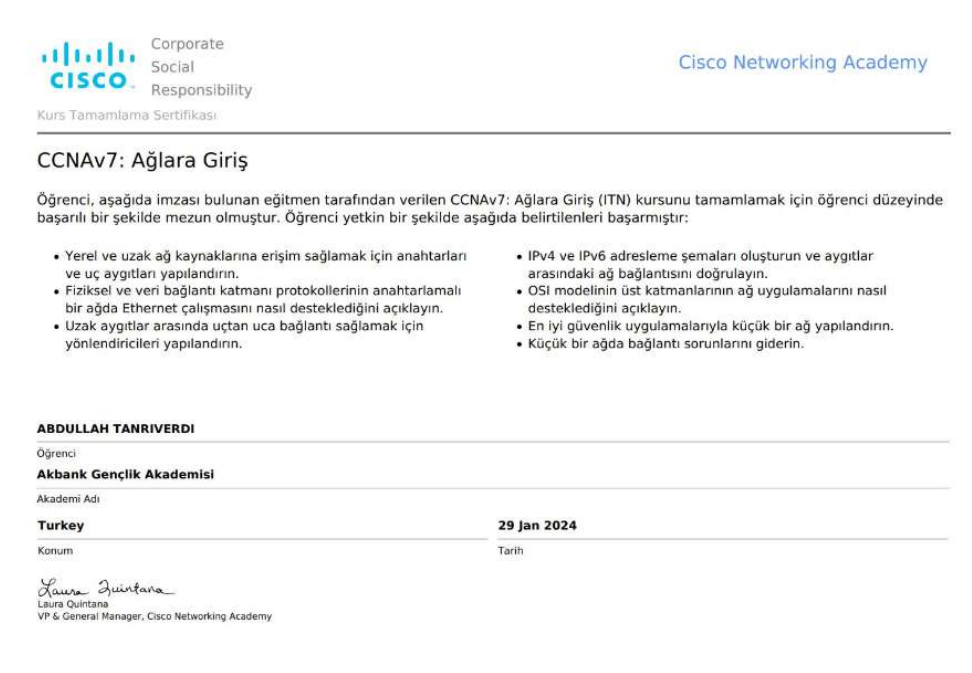 CISCO
Corporate
Social
Responsibility
Cisco Networking Academy
Kurs Tamamlama Sertifikası
CCNAv7: Ağlara Giriş
Öğrenci, aşağıda imzası bulunan eğitmen tarafından verilen CCNAv7: Ağlara Giriş (ITN) kursunu tamamlamak için öğrenci düzeyinde
başarılı bir şekilde mezun olmuştur. Öğrenci yetkin bir şekilde aşağıda belirtilenleri başarmıştır:
• Yerel ve uzak ağ kaynaklarına erişim sağlamak için anahtarları
ve uç aygıtları yapılandırın.
• Fiziksel ve veri bağlantı katmanı protokollerinin anahtarlamalı
bir ağda Ethernet çalışmasını nasıl desteklediğini açıklayın.
• Uzak aygıtlar arasında uçtan uca bağlantı sağlamak için
yönlendiricileri yapılandırın.
• IPv4 ve IPv6 adresleme şemaları oluşturun ve aygıtlar
arasındaki ağ bağlantısını doğrulayın.
• OSI modelinin üst katmanlarının ağ uygulamalarını nasıl
desteklediğini açıklayın.
• En iyi güvenlik uygulamalarıyla küçük bir ağ yapılandırın.
• Küçük bir ağda bağlantı sorunlarını giderin.
ABDULLAH TANRIVERDI
Öğrenci
Akbank Gençlik Akademisi
Akademi Adı
Turkey
Konum
29 Jan 2024
Tarih
Laura Quintana
Laura Quintana
VP & General Manager, Cisco Networking Academy